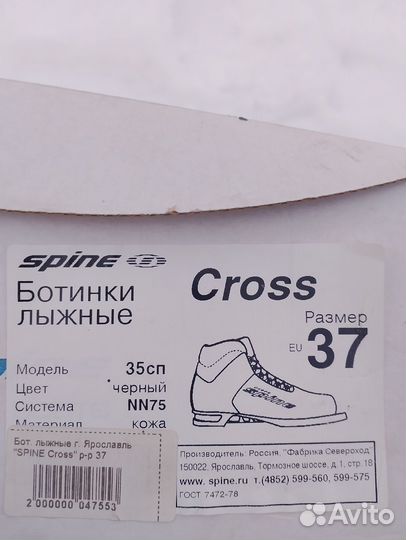 spine
Cross
Ботинки
лыжные
Размер
EU 37
Модель 35сп
Цвет черный
Система NN75
Материал кожа
Бот. лыжные г. Ярославль
"SPINE Cross" р-р 37
2 000000 047553
Производитель: Россия, "Фабрика Североход"
150022, Ярославль, Тормозное шоссе, д.1, стр.18
www.spine.ru т.(4852) 599-560, 599-575
ГОСТ 7472-78
Avito